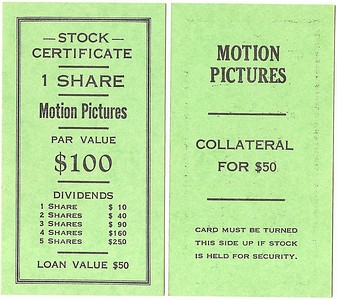 STOCK
CERTIFICATE
1 SHARE
Motion Pictures
PAR VALUE
$100
DIVIDENDS
1 SHARE $ 10
2 SHARES $ 40
3 SHARES $ 90
4 SHARES $160
5 SHARES $250
LOAN VALUE $50
MOTION
PICTURES
COLLATERAL
FOR $50
CARD MUST BE TURNED
THIS SIDE UP IF STOCK
IS HELD FOR SECURITY.